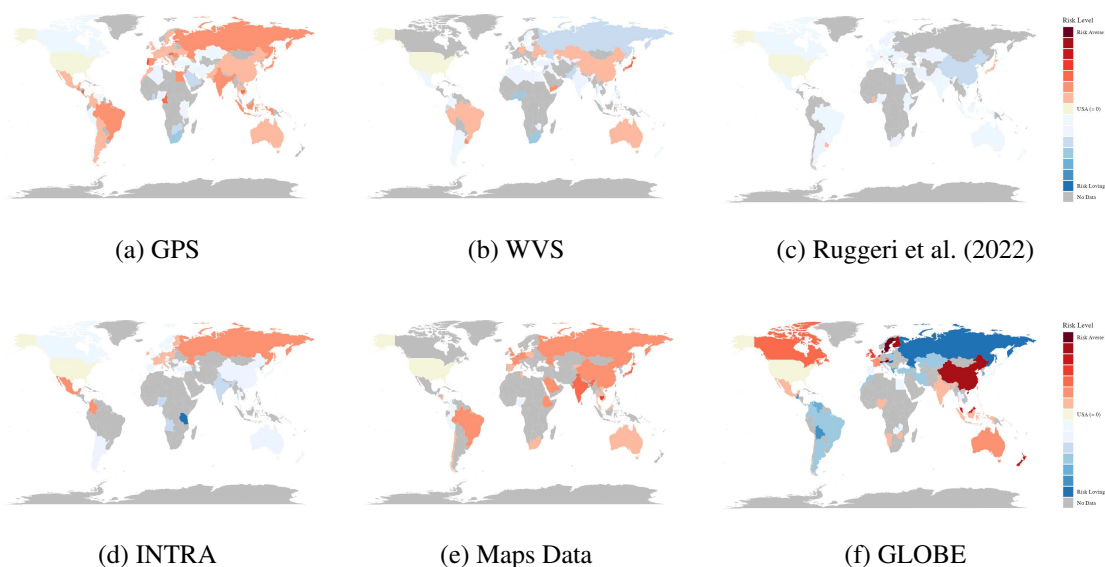 Risk Level
Risk Averse
USA (= 0)
Risk Loving
No Data
(a) GPS
(b) WVS
(c) Ruggeri et al. (2022)
Risk Level
Risk Averse
USA (= 0)
Risk Loving
No Data
(d) INTRA
(e) Maps Data
(f) GLOBE